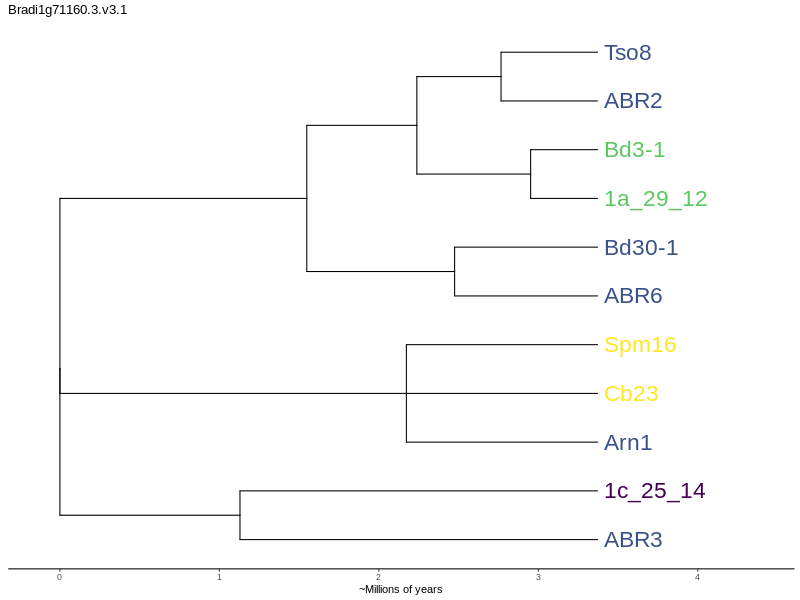 Bradi1g71160.3.v3.1
Tso8
ABR2
Bd3-1
1a_29_12
Bd30-1
ABR6
Spm16
Cb23
Arn1
1c_25_14
ABR3
0 1 2 3 4
~Millions of years